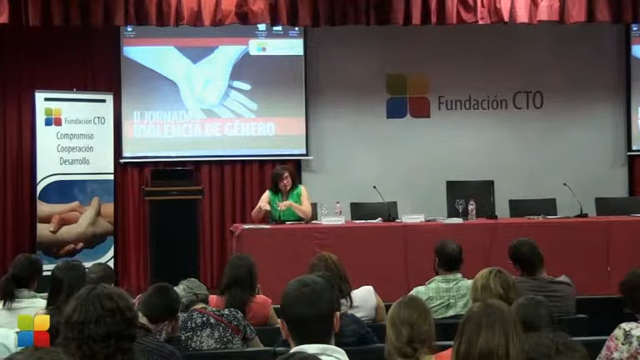 II JORNADA
VIOLENCIA DE GÉNERO
Fundación CTO
Fundación CTO
Compromiso
Cooperación
Desarrollo